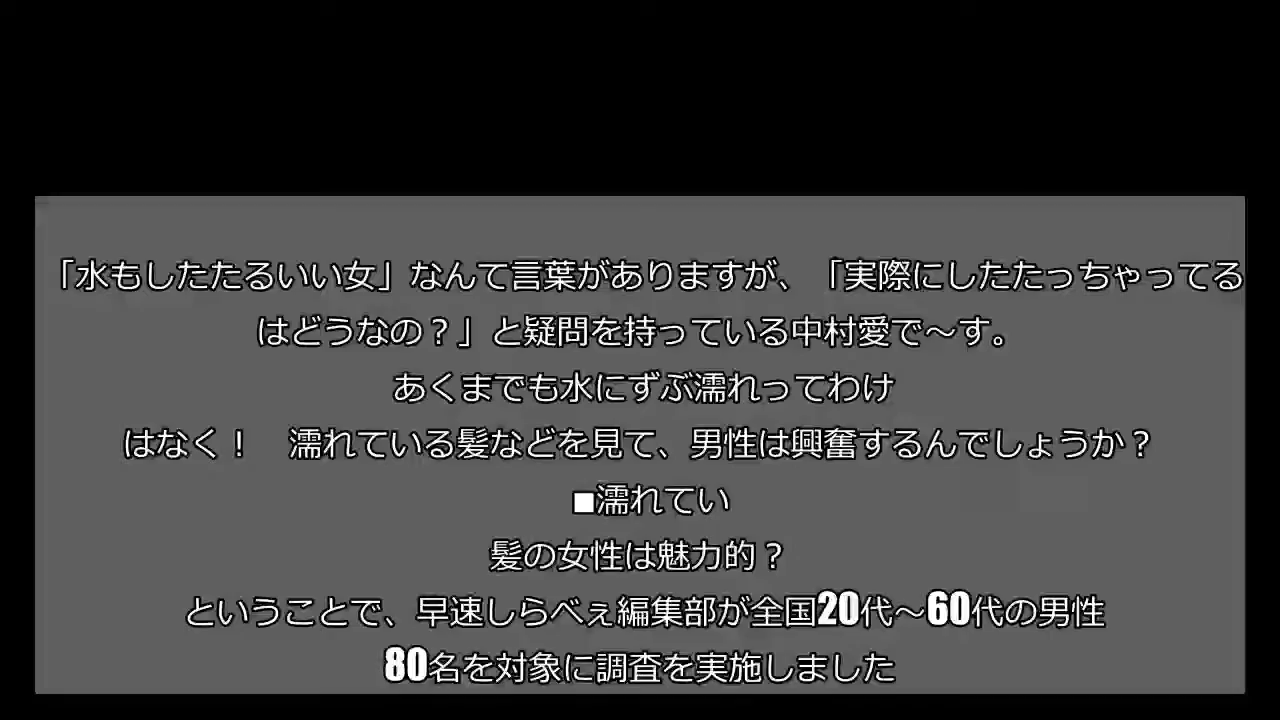 「水もしたたるいい女」なんて言葉がありますが、「実際にしたたっちゃってる
はどうなの？」と疑問を持っている中村愛で～す。
あくまでも水にずぶ濡れってわけ
はなく！　濡れている髪などを見て、男性は興奮するんでしょうか？
■濡れてい
髪の女性は魅力的？
ということで、早速しらべぇ編集部が全国20代～60代の男性
80名を対象に調査を実施しました